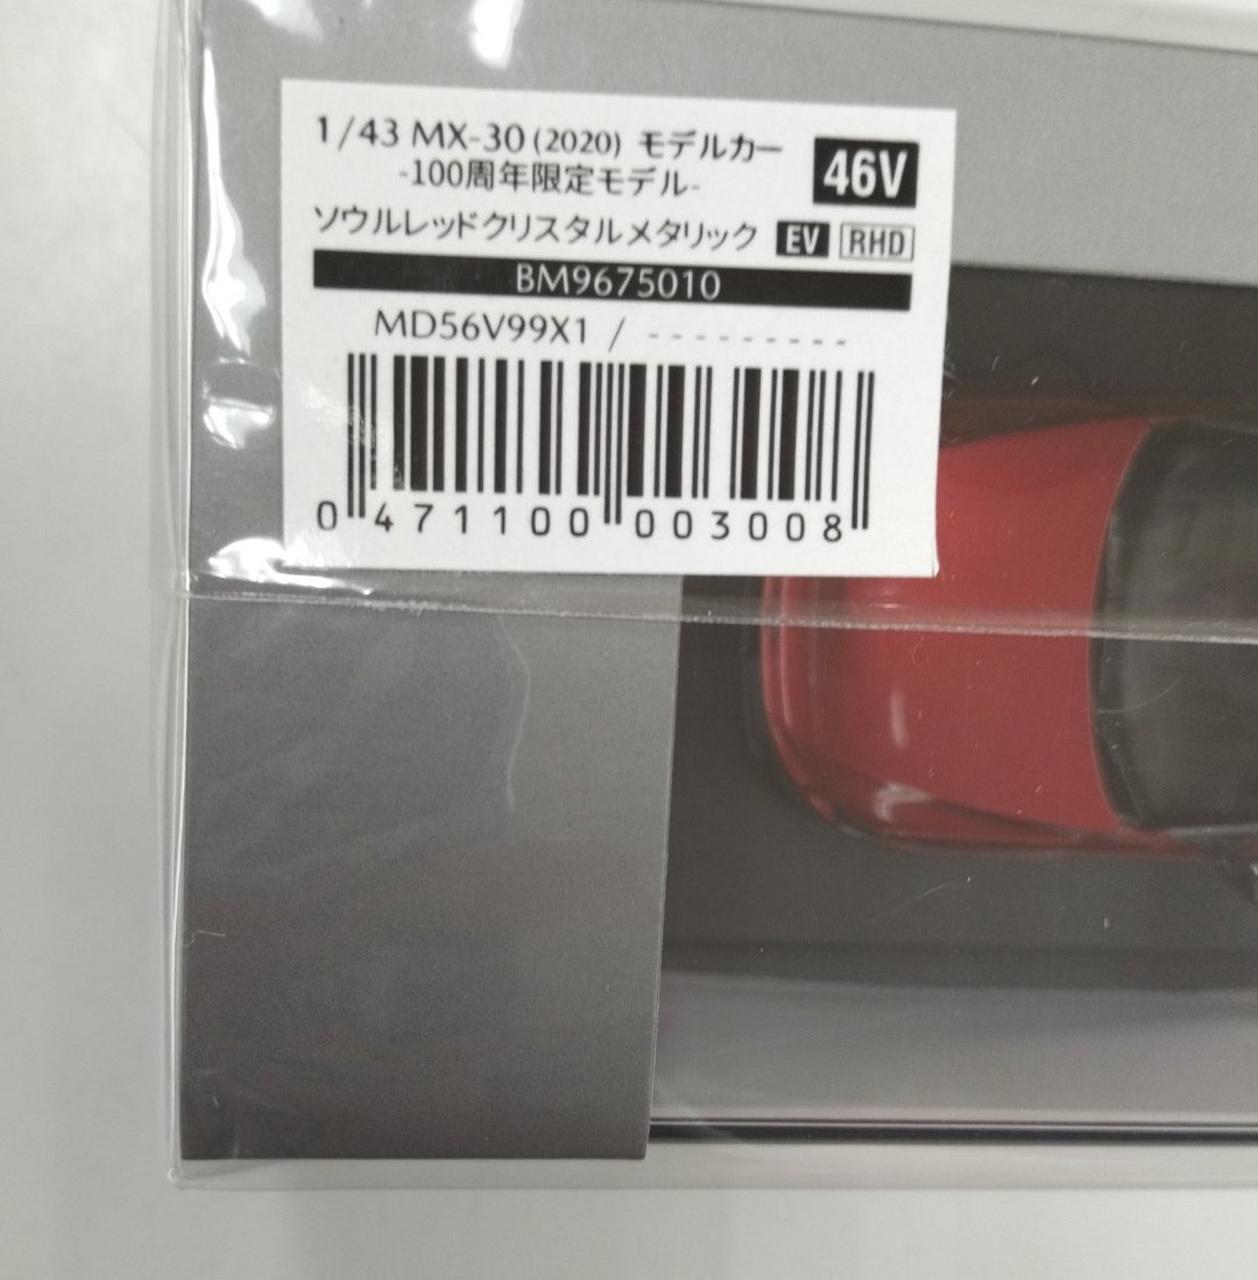 1/43 MX-30 (2020) モデルカー
-100周年限定モデル-
46V
ソウルレッドクリスタルメタリック EV RHD
BM9675010
MD56V99X1 / ---------
0 471100 003008